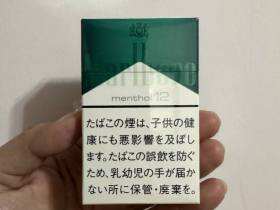 Marlboro
menthol 12
たばこの煙は、子供の健
康にも悪影響を及ぼし
ます。たばこの誤飲を防ぐ
ため、乳幼児の手が届か
ない所に保管・廃棄を。